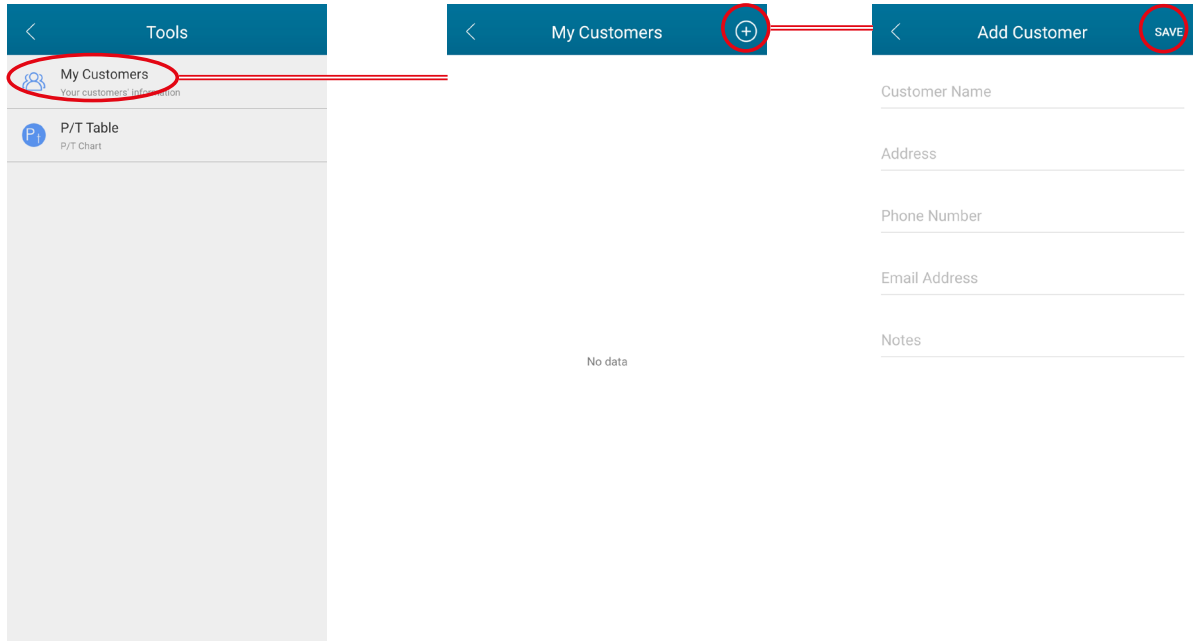 Tools
My Customers
Your customers' information
P/T Table
P/T Chart
My Customers
No data
Add Customer
SAVE
Customer Name
Address
Phone Number
Email Address
Notes